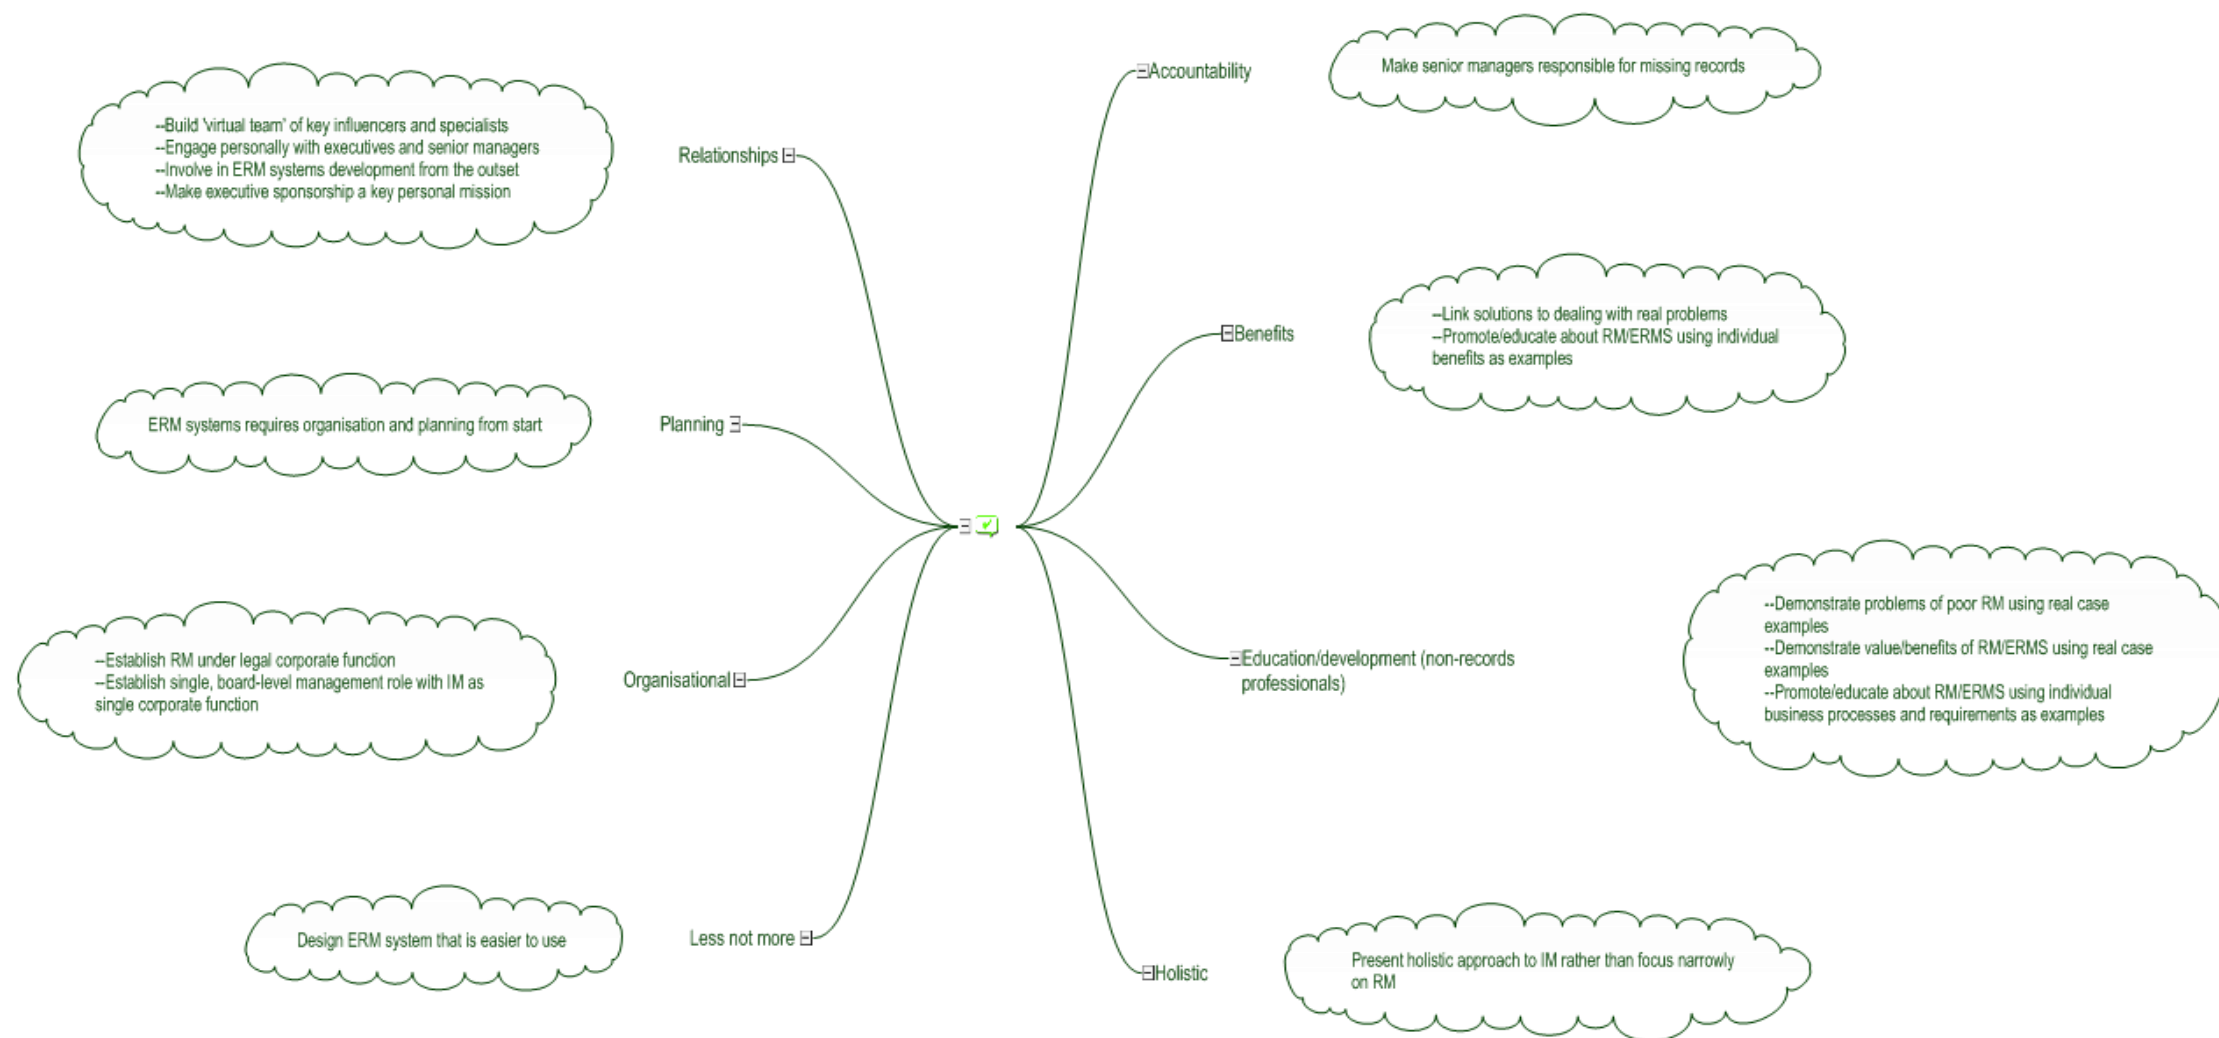 --Build 'virtual team' of key influencers and specialists
--Engage personally with executives and senior managers
--Involve in ERM systems development from the outset
--Make executive sponsorship a key personal mission
Relationships
ERM systems requires organisation and planning from start
Planning
--Establish RM under legal corporate function
--Establish single, board-level management role with IM as
single corporate function
Organisational
Design ERM system that is easier to use
Less not more
Accountability
Make senior managers responsible for missing records
Benefits
--Link solutions to dealing with real problems
--Promote/educate about RM/ERMS using individual
benefits as examples
Education/development (non-records
professionals)
--Demonstrate problems of poor RM using real case
examples
--Demonstrate value/benefits of RM/ERMS using real case
examples
--Promote/educate about RM/ERMS using individual
business processes and requirements as examples
Holistic
Present holistic approach to IM rather than focus narrowly
on RM